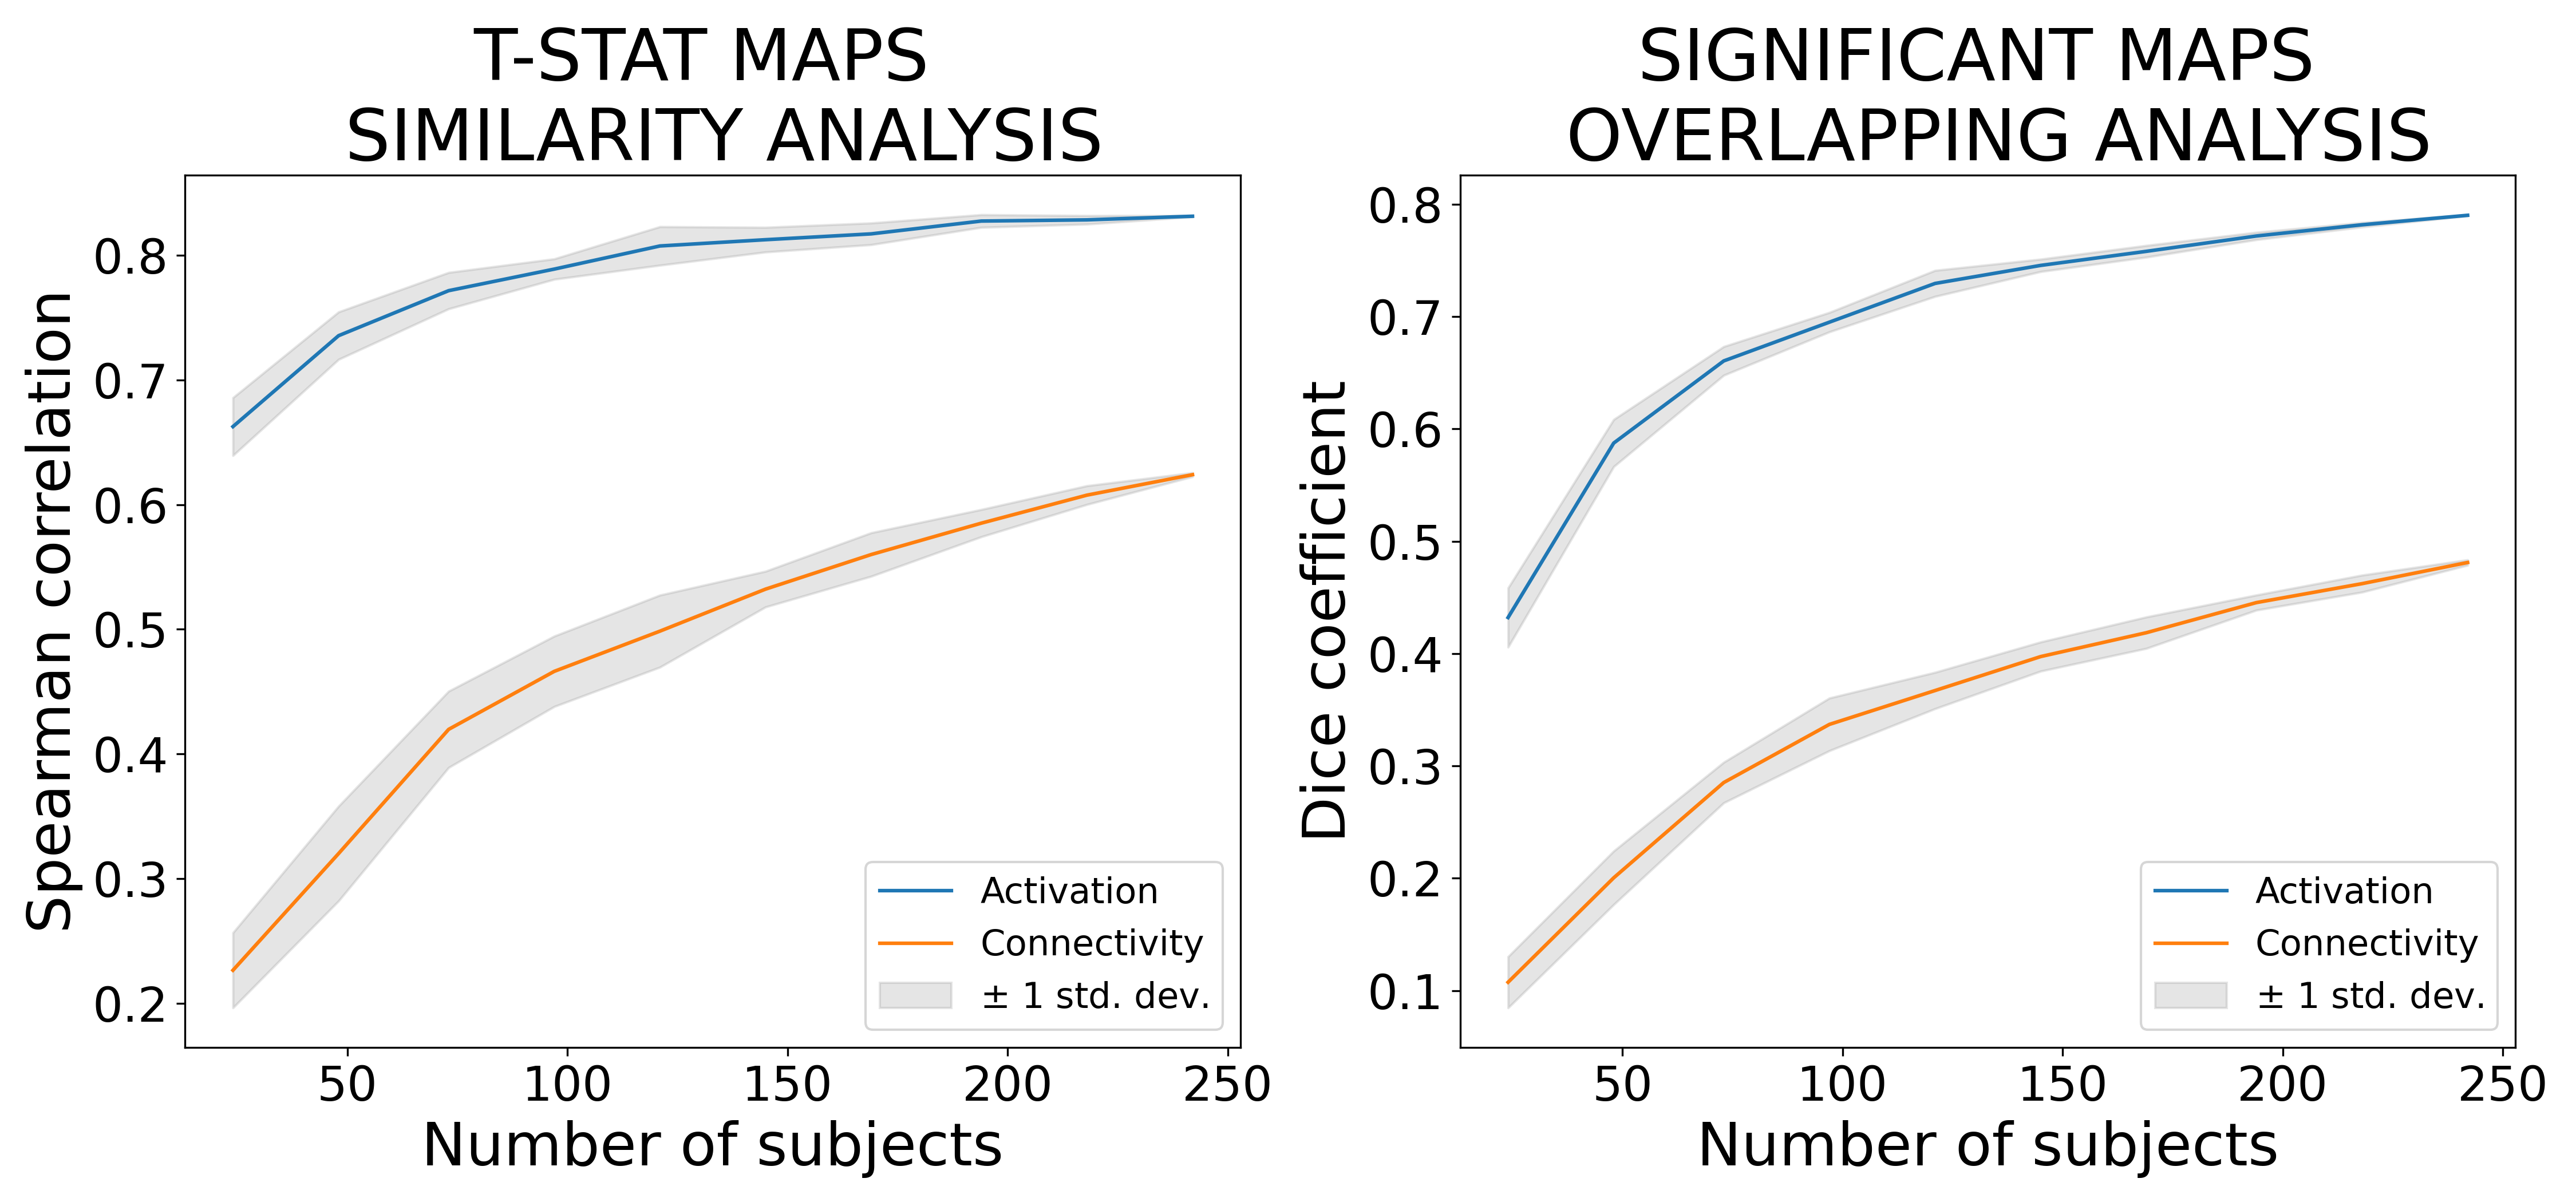 T-STAT MAPS
SIMILARITY ANALYSIS
Spearman correlation
0.8
0.7
0.6
0.5
0.4
0.3
0.2
Activation
Connectivity
± 1 std. dev.
50 100 150 200 250
Number of subjects
SIGNIFICANT MAPS
OVERLAPPING ANALYSIS
Dice coefficient
0.8
0.7
0.6
0.5
0.4
0.3
0.2
0.1
Activation
Connectivity
± 1 std. dev.
50 100 150 200 250
Number of subjects